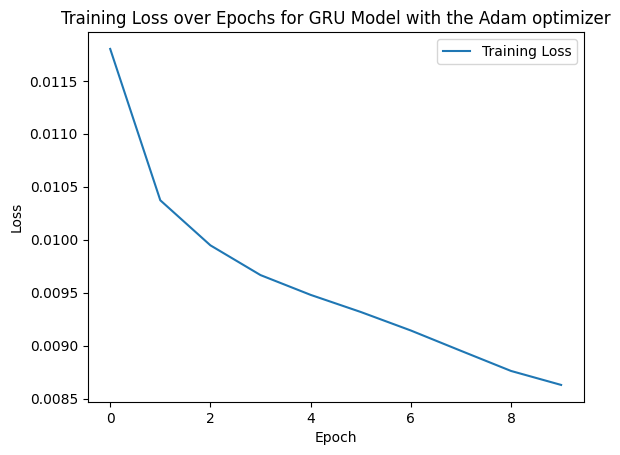 Training Loss over Epochs for GRU Model with the Adam optimizer
Training Loss
0.0115
0.0110
0.0105
0.0100
0.0095
0.0090
0.0085
Loss
0 2 4 6 8
Epoch